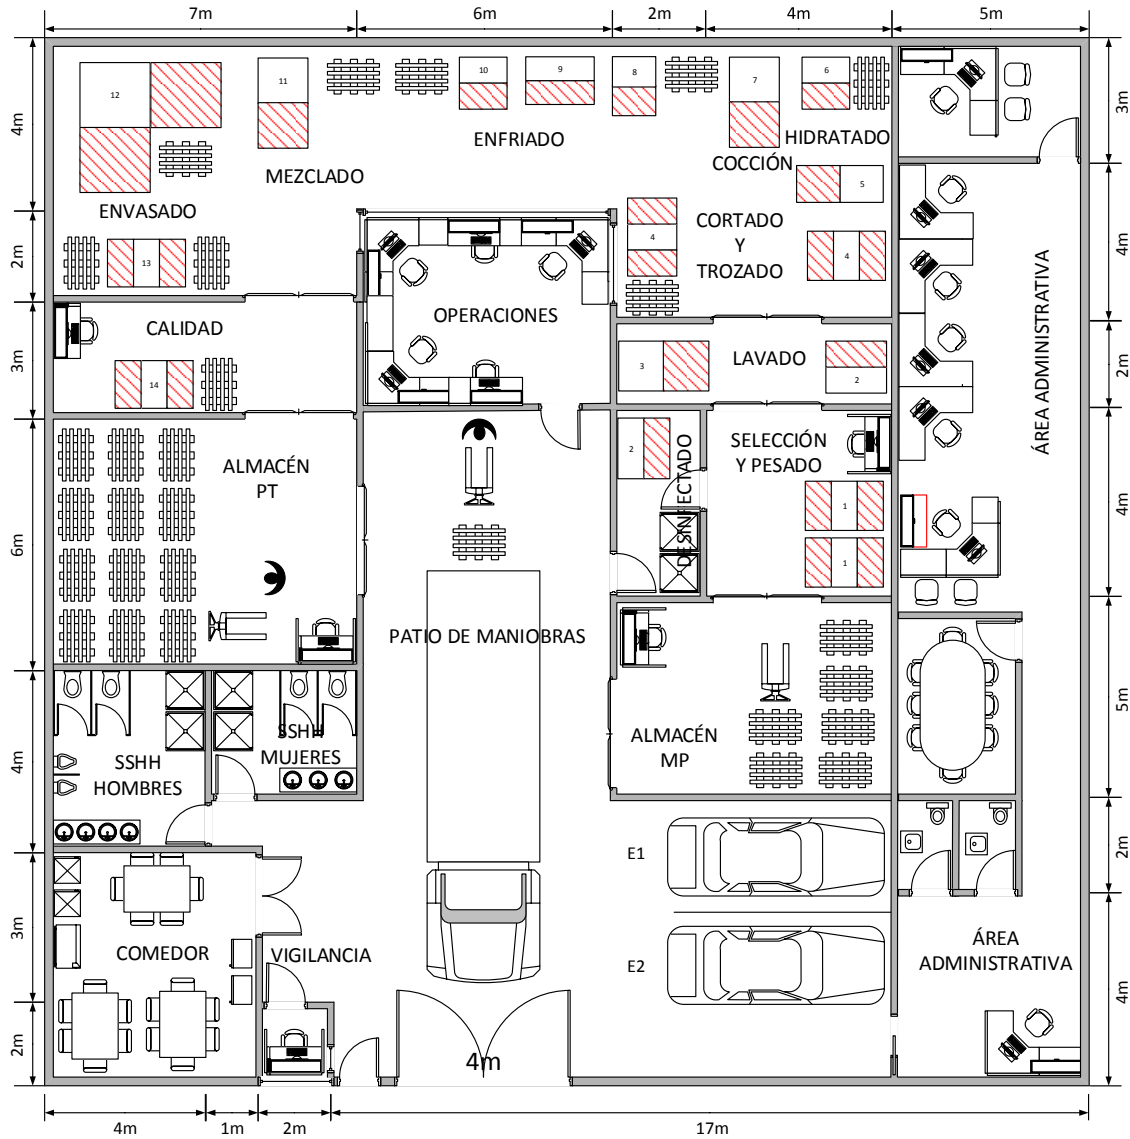 7m
6m
2m
4m
5m
10
9
8
7
6
11
12
4m
3m
ENFRIADO
HIDRATADO
COCCIÓN
MEZCLADO
5
ENVASADO
CORTADO
Y
TROZADO
4
4
13
2m
4m
ÁREA ADMINISTRATIVA
OPERACIONES
CALIDAD
LAVADO
3
2
14
3m
2m
SELECCIÓN
Y PESADO
2
DESINFECTADO
ALMACÉN
PT
1
1
6m
4m
PATIO DE MANIOBRAS
ALMACÉN
MP
5m
SSHH
MUJERES
SSHH
HOMBRES
4m
E1
2m
COMEDOR
VIGILANCIA
E2
ÁREA
ADMINISTRATIVA
3m
4m
2m
4m
4m
1m
2m
17m